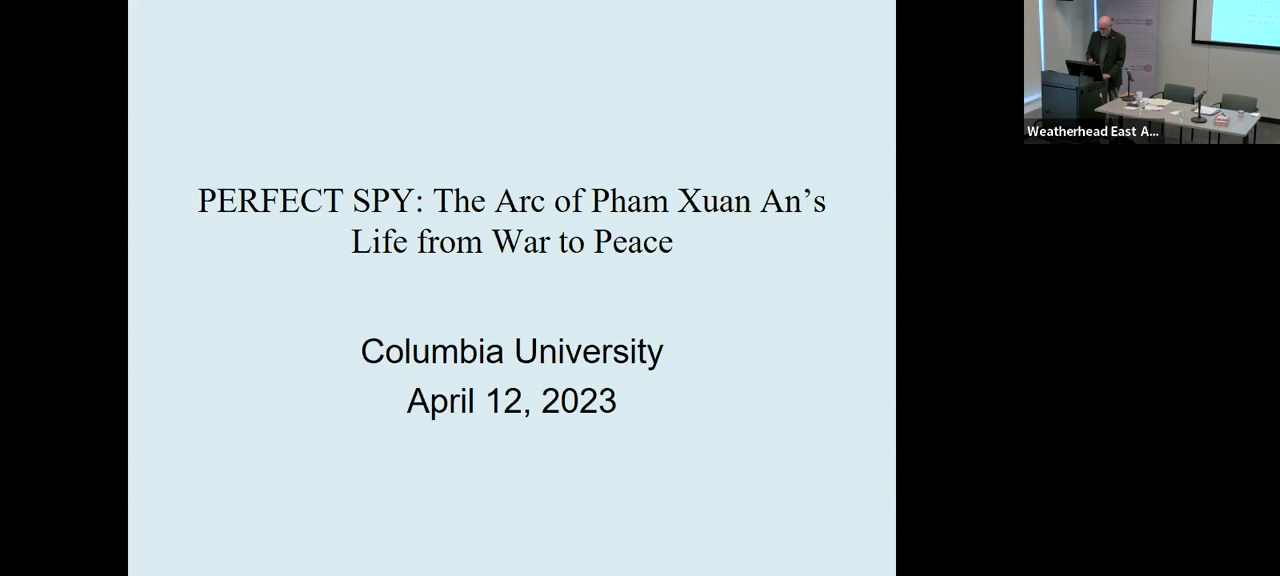 PERFECT SPY: The Arc of Pham Xuan An’s
Life from War to Peace
Columbia University
April 12, 2023
Weatherhead East A...